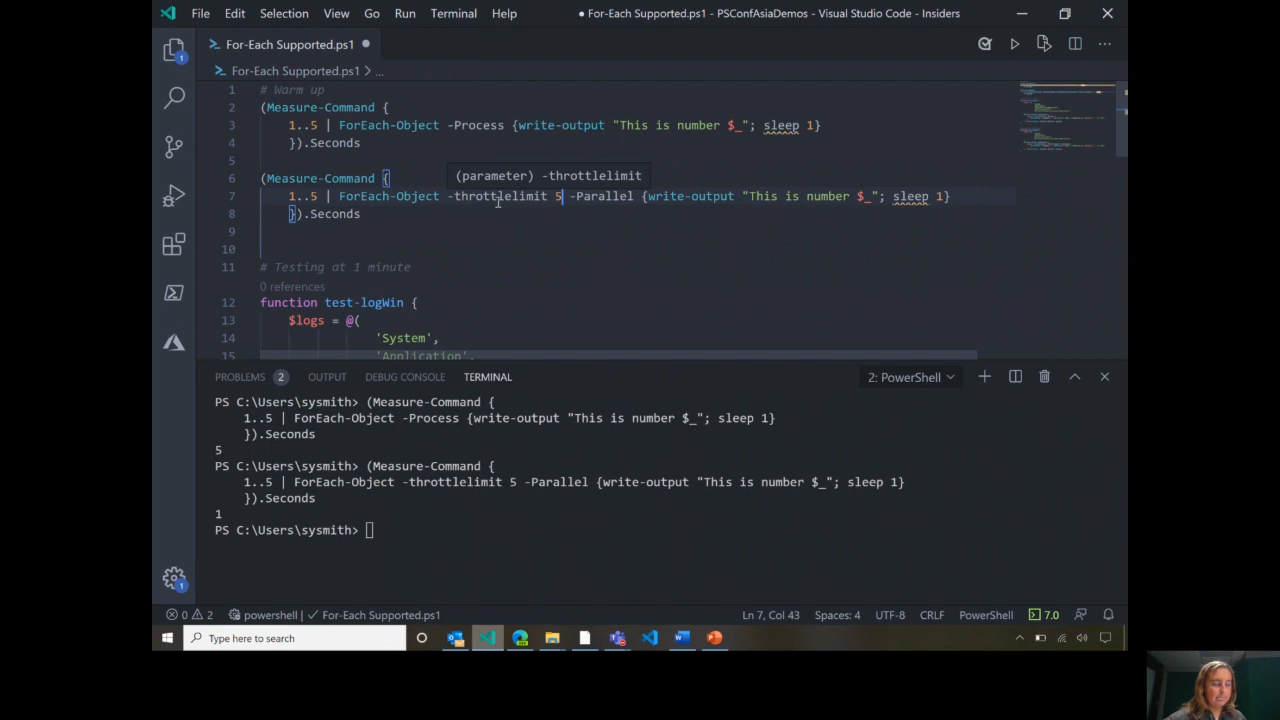 File Edit Selection View Go Run Terminal Help ● For-Each Supported.ps1 - PSConfAsiaDemos - Visual Studio Code - Insiders
For-Each Supported.ps1 ●
For-Each Supported.ps1 > ...
1 # Warm up
2 (Measure-Command {
3 1..5 | ForEach-Object -Process {write-output "This is number $_"; sleep 1}
4 }).Seconds
5
6 (Measure-Command {
(parameter) -throttlelimit
7 1..5 | ForEach-Object -throttlelimit 5 -Parallel {write-output "This is number $_"; sleep 1}
8 }).Seconds
9
10
11 # Testing at 1 minute
0 references
12 function test-logWin {
13 $logs = @(
14 'System',
15 'Application',
PROBLEMS 2 OUTPUT DEBUG CONSOLE TERMINAL 2: PowerShell
PS C:\Users\sysmith> (Measure-Command {
1..5 | ForEach-Object -Process {write-output "This is number $_"; sleep 1}
}).Seconds
5
PS C:\Users\sysmith> (Measure-Command {
1..5 | ForEach-Object -throttlelimit 5 -Parallel {write-output "This is number $_"; sleep 1}
}).Seconds
1
PS C:\Users\sysmith>
0 2 powershell | ✓ For-Each Supported.ps1 Ln 7, Col 43 Spaces: 4 UTF-8 CRLF PowerShell 7.0
Type here to search